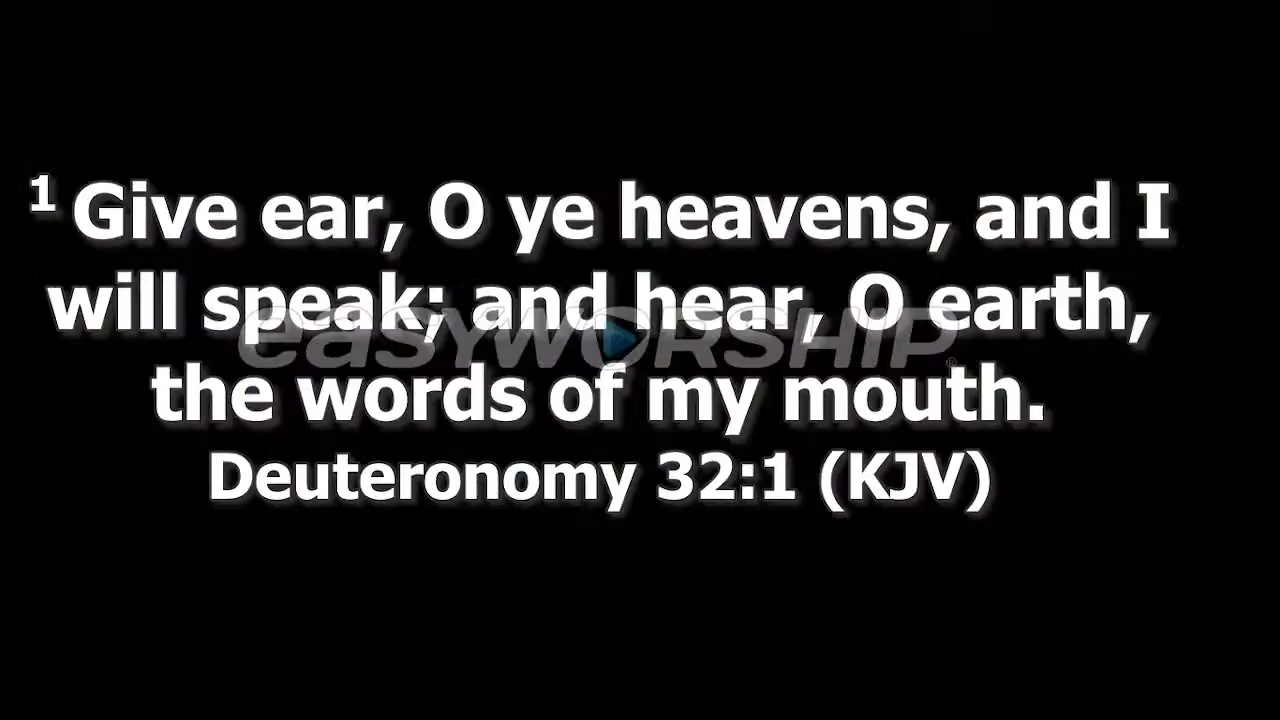 1 Give ear, O ye heavens, and I
will speak; and hear, O earth,
easyworship®
the words of my mouth.
Deuteronomy 32:1 (KJV)